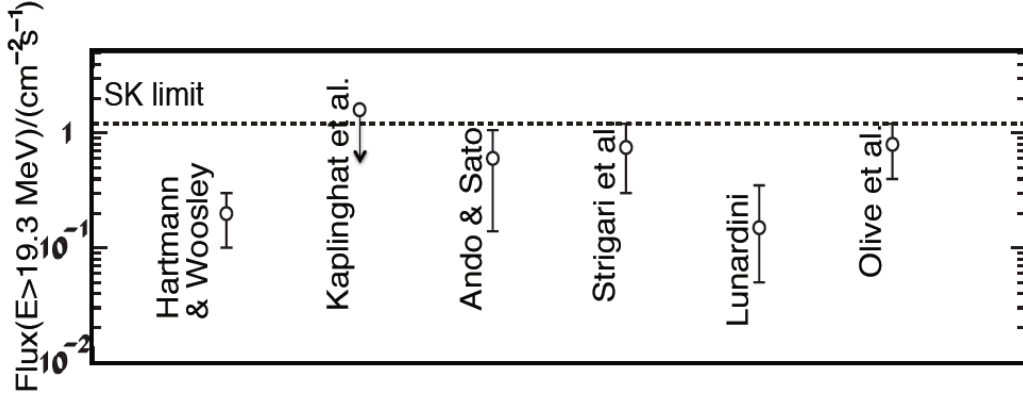 Flux(E>19.3 MeV)/(cm⁻²s⁻¹)
SK limit
1
10⁻¹
10⁻²
Hartmann
& Woosley
Kaplinghat et al.
Ando & Sato
Strigari et al.
Lunardini
Olive et al.